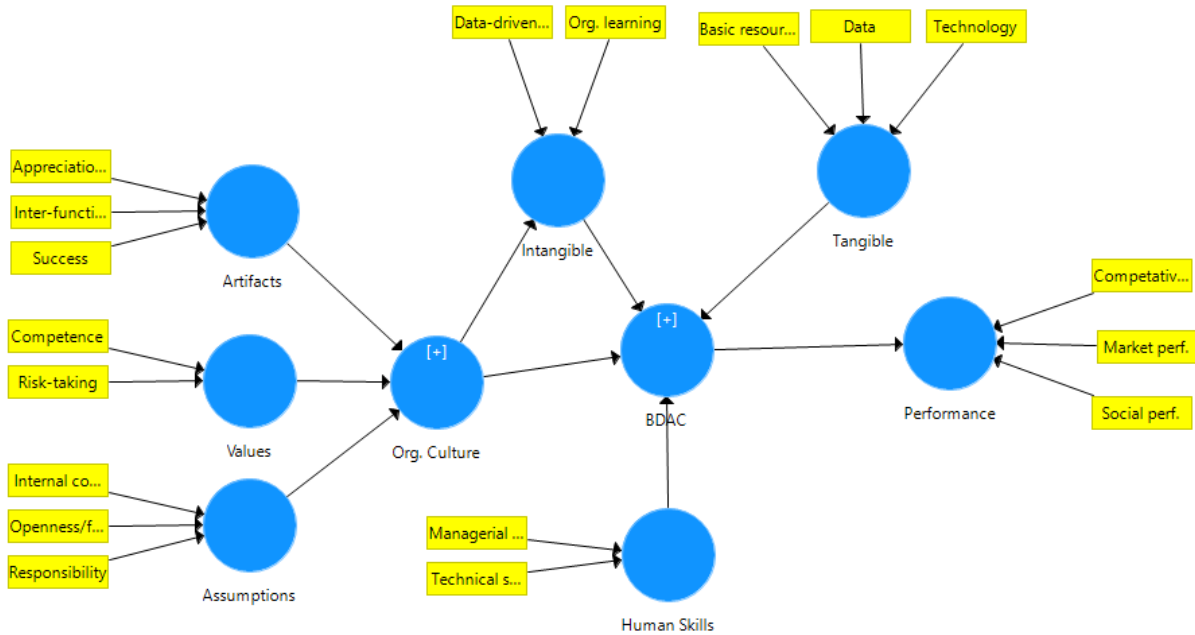 Data-driven...
Org. learning
Basic resour...
Data
Technology
Appreciatio...
Inter-functi...
Success
Artifacts
Intangible
Tangible
Competence
Risk-taking
Values
[+]
Org. Culture
[+]
BDAC
Competativ...
Market perf.
Social perf.
Performance
Internal co...
Openness/f...
Responsibility
Assumptions
Managerial ...
Technical s...
Human Skills